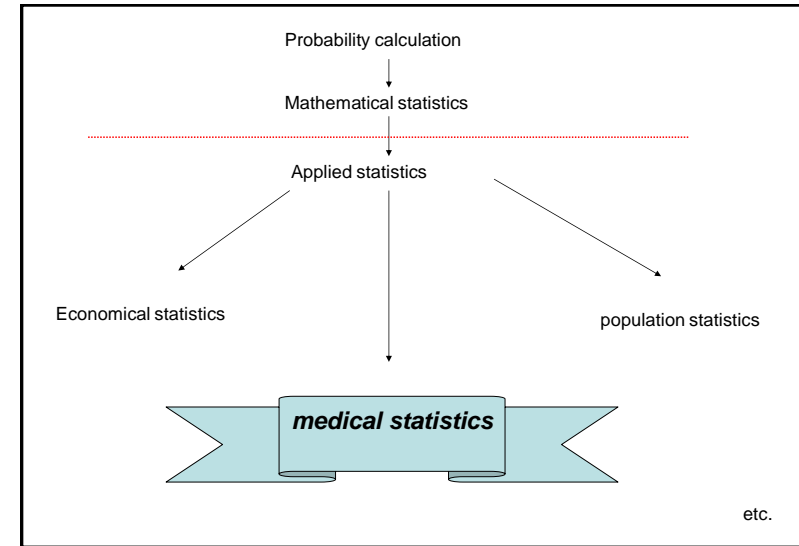 Probability calculation
Mathematical statistics
Applied statistics
Economical statistics
population statistics
medical statistics
etc.